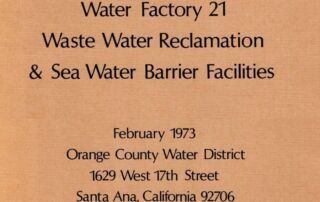 Water Factory 21
Waste Water Reclamation
& Sea Water Barrier Facilities
February 1973
Orange County Water District
1629 West 17th Street
Santa Ana, California 92706